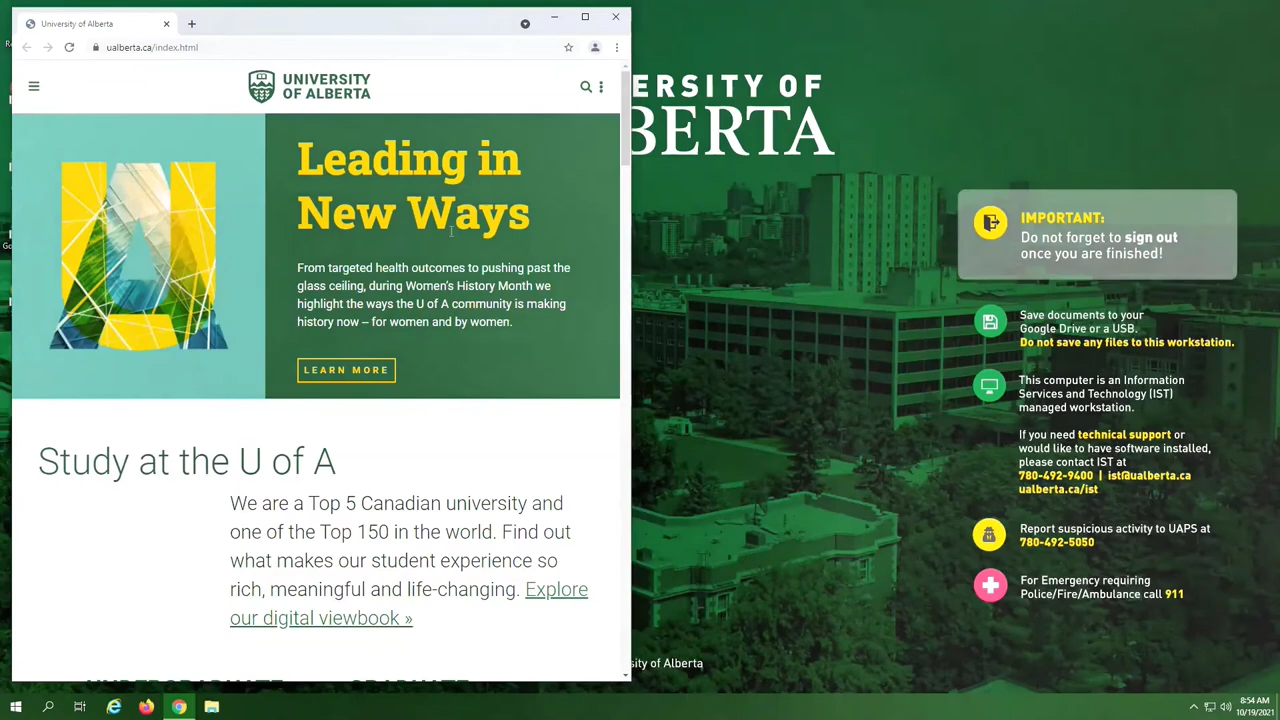 University of Alberta
ualberta.ca/index.html
UNIVERSITY
OF ALBERTA
Leading in
New Ways
From targeted health outcomes to pushing past the
glass ceiling, during Women's History Month we
highlight the ways the U of A community is making
history now – for women and by women.
LEARN MORE
Study at the U of A
We are a Top 5 Canadian university and
one of the Top 150 in the world. Find out
what makes our student experience so
rich, meaningful and life-changing. Explore
our digital viewbook »
ERSITY OF
BERTA
IMPORTANT:
Do not forget to sign out
once you are finished!
Save documents to your
Google Drive or a USB.
Do not save any files to this workstation.
This computer is an Information
Services and Technology (IST)
managed workstation.
If you need technical support or
would like to have software installed,
please contact IST at
780-492-9400 | ist@ualberta.ca
ualberta.ca/ist
Report suspicious activity to UAPS at
780-492-5050
For Emergency requiring
Police/Fire/Ambulance call 911
sity of Alberta
8:54 AM
10/19/2021